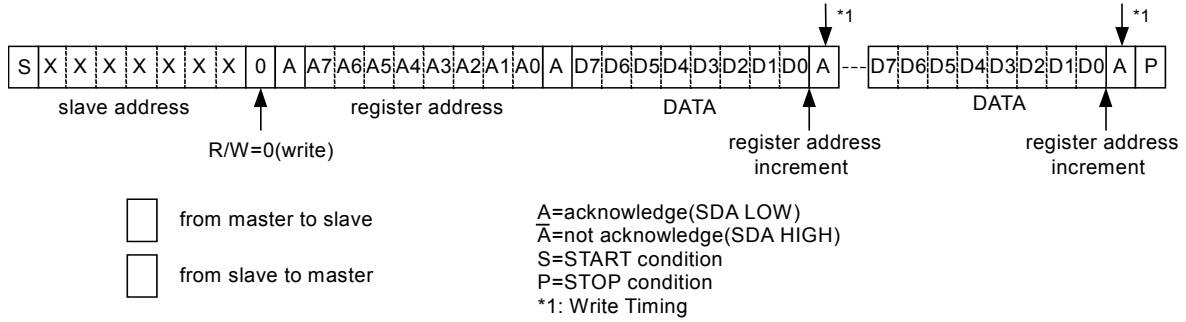 *1 *1
S X X X X X X X 0 A A7 A6 A5 A4 A3 A2 A1 A0 A D7 D6 D5 D4 D3 D2 D1 D0 A D7 D6 D5 D4 D3 D2 D1 D0 A P
slave address register address DATA DATA
R/W=0(write)
register address
increment
register address
increment
from master to slave
from slave to master
A=acknowledge(SDA LOW)
A̅=not acknowledge(SDA HIGH)
S=START condition
P=STOP condition
*1: Write Timing